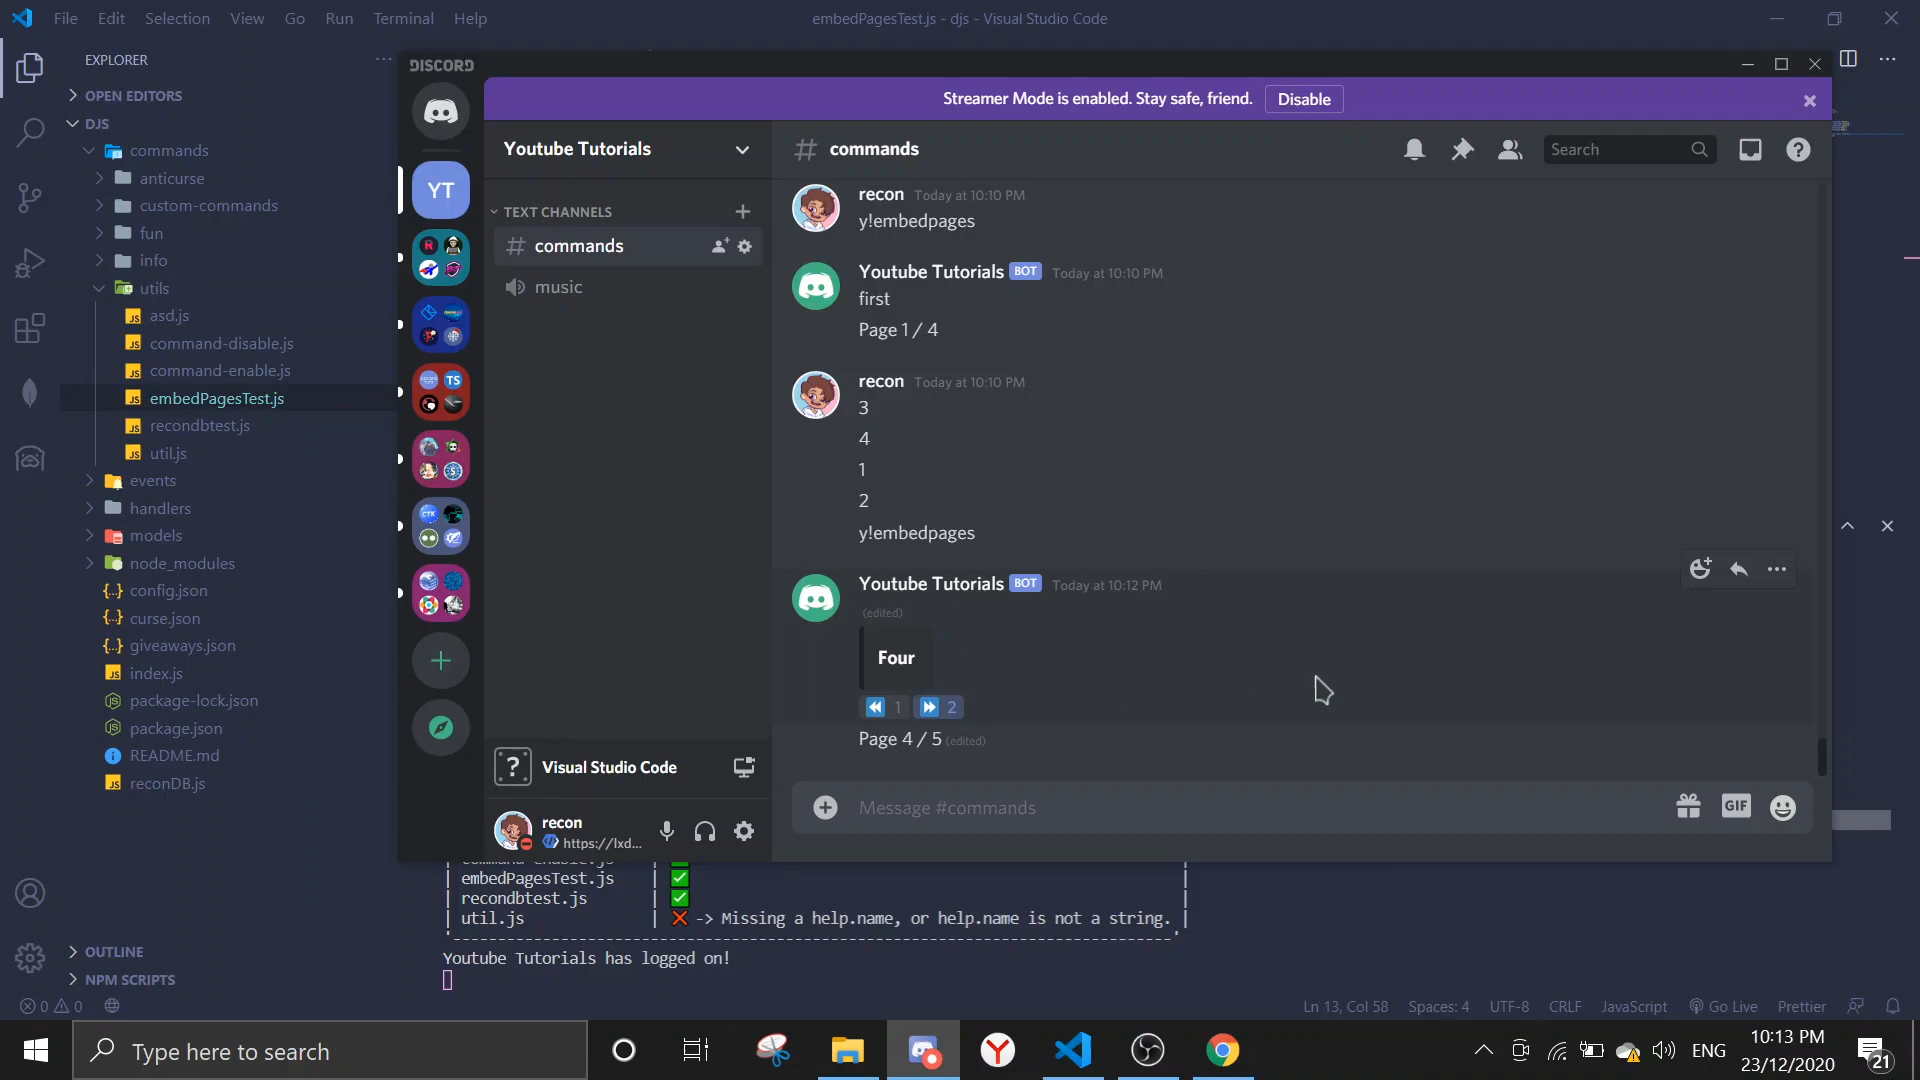 File Edit Selection View Go Run Terminal Help
embedPagesTest.js - djs - Visual Studio Code
EXPLORER
OPEN EDITORS
DJS
commands
anticurse
custom-commands
fun
info
utils
asd.js
command-disable.js
command-enable.js
embedPagesTest.js
recondbtest.js
util.js
events
handlers
models
node_modules
config.json
curse.json
giveaways.json
index.js
package-lock.json
package.json
README.md
reconDB.js
OUTLINE
NPM SCRIPTS
DISCORD
Streamer Mode is enabled. Stay safe, friend. Disable
YT
Youtube Tutorials
TEXT CHANNELS
commands
music
Visual Studio Code
recon
https://lxd...
commands
Search
recon Today at 10:10 PM
y!embedpages
Youtube Tutorials BOT Today at 10:10 PM
first
Page 1 / 4
recon Today at 10:10 PM
3
4
1
2
y!embedpages
Youtube Tutorials BOT Today at 10:12 PM
(edited)
Four
1 2
Page 4 / 5 (edited)
Message #commands
GIF
embedPagesTest.js | ✅ |
recondbtest.js | ✅ |
util.js | ❌ -> Missing a help.name, or help.name is not a string. |
Youtube Tutorials has logged on!
0 0
Ln 13, Col 58 Spaces: 4 UTF-8 CRLF JavaScript Go Live Prettier
Type here to search
ENG
10:13 PM
23/12/2020
21